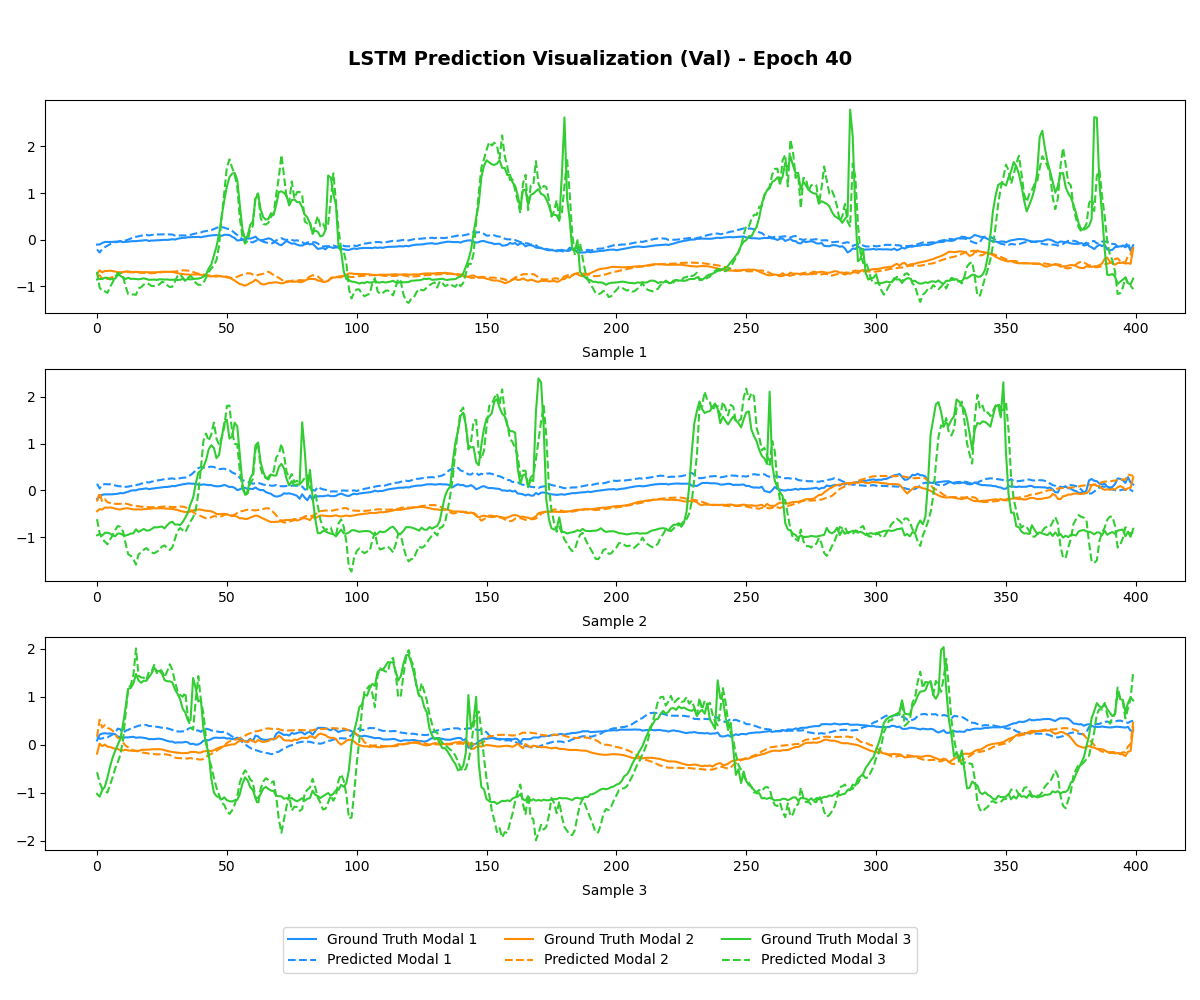 LSTM Prediction Visualization (Val) - Epoch 40
2
1
0
−1
0 50 100 150 200 250 300 350 400
Sample 1
2
1
0
−1
0 50 100 150 200 250 300 350 400
Sample 2
2
1
0
−1
−2
0 50 100 150 200 250 300 350 400
Sample 3
Ground Truth Modal 1 Ground Truth Modal 2 Ground Truth Modal 3
Predicted Modal 1 Predicted Modal 2 Predicted Modal 3